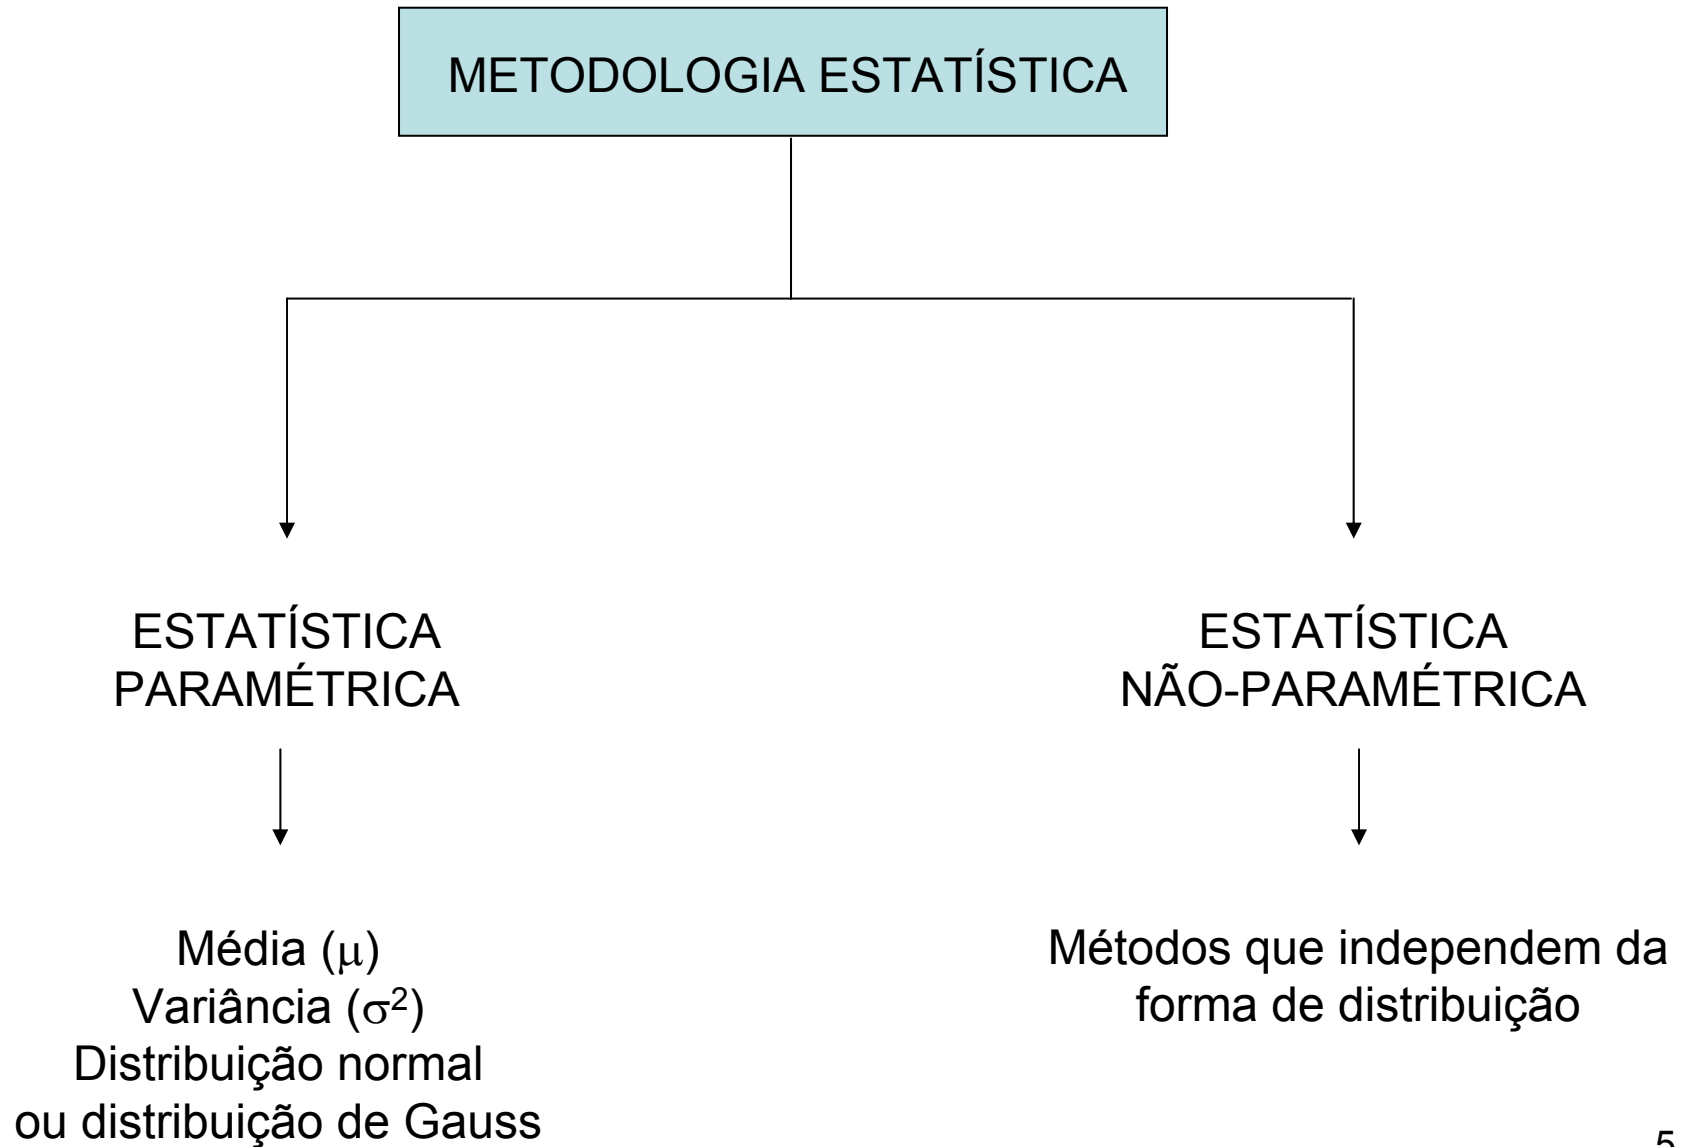 METODOLOGIA ESTATÍSTICA
ESTATÍSTICA
PARAMÉTRICA
Média (μ)
Variância (σ²)
Distribuição normal
ou distribuição de Gauss
ESTATÍSTICA
NÃO-PARAMÉTRICA
Métodos que independem da
forma de distribuição
5